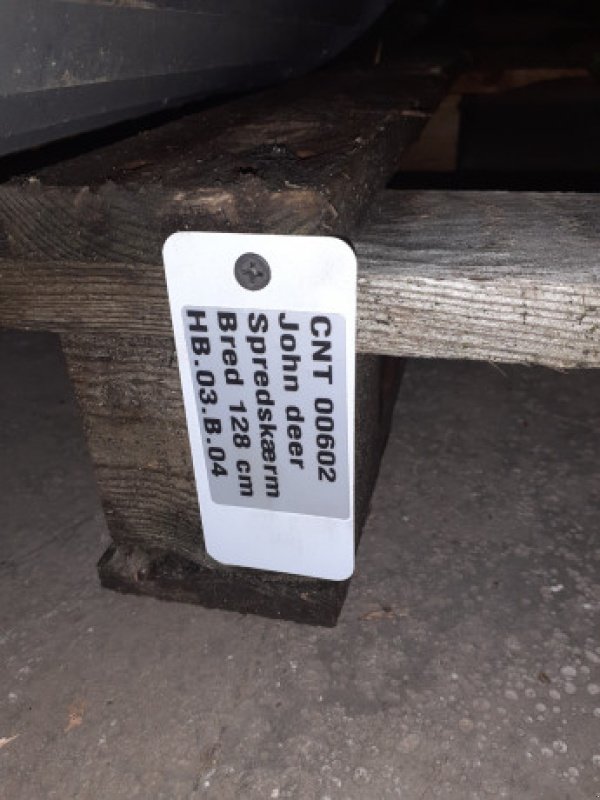 CNT 00602
John deer
Spredskærm
Bred 128 cm
HB.03.B.04